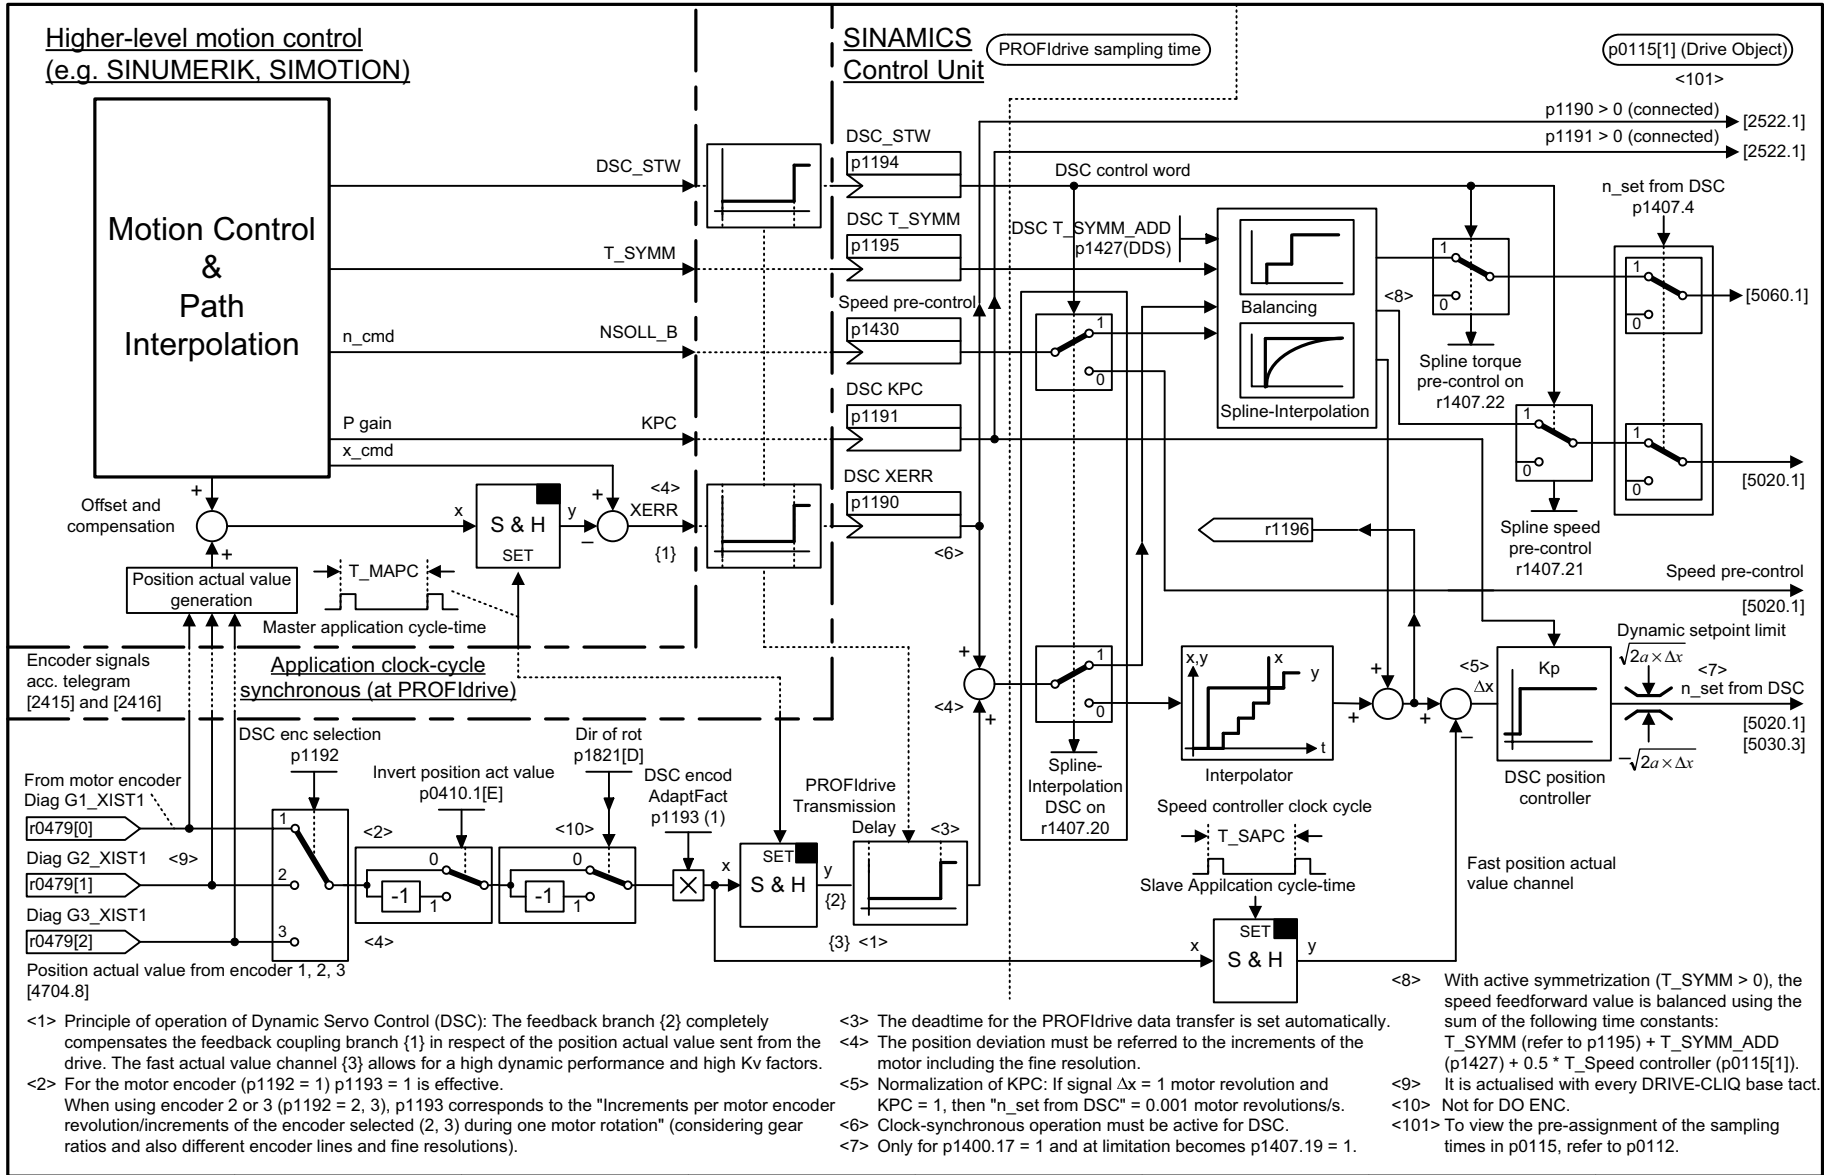 Higher-level motion control
(e.g. SINUMERIK, SIMOTION)
SINAMICS
Control Unit
PROFIdrive sampling time
p0115[1] (Drive Object)
<101>
p1190 > 0 (connected)
[2522.1]
p1191 > 0 (connected)
[2522.1]
Motion Control
&
Path
Interpolation
DSC_STW
T_SYMM
n_cmd
NSOLL_B
P gain
KPC
x_cmd
DSC_STW
p1194
DSC T_SYMM
p1195
Speed pre-control
p1430
DSC KPC
p1191
DSC XERR
p1190
<6>
DSC control word
DSC T_SYMM_ADD
p1427(DDS)
Balancing
Spline-Interpolation
<8>
n_set from DSC
p1407.4
1
0
1
0
[5060.1]
Spline torque
pre-control on
r1407.22
1
0
1
0
[5020.1]
Spline speed
pre-control
r1407.21
1
0
r1196
Speed pre-control
[5020.1]
Offset and
compensation
+
+
x
S & H
SET
y
+
–
<4>
XERR
{1}
Position actual value
generation
T_MAPC
Master application cycle-time
Encoder signals
acc. telegram
[2415] and [2416]
Application clock-cycle
synchronous (at PROFIdrive)
+
<4>
+
1
0
Spline-
Interpolation
DSC on
r1407.20
x,y
x
y
t
Interpolator
+
+
+
–
<5>
Δx
Kp
DSC position
controller
Dynamic setpoint limit
√2a × Δx
<7>
n_set from DSC
[5020.1]
[5030.3]
–√2a × Δx
DSC enc selection
p1192
From motor encoder
Diag G1_XIST1
r0479[0]
Diag G2_XIST1
<9>
r0479[1]
Diag G3_XIST1
r0479[2]
Position actual value from encoder 1, 2, 3
[4704.8]
1
2
3
Invert position act value
p0410.1[E]
<2>
0
-1
1
<4>
Dir of rot
p1821[D]
<10>
0
-1
1
DSC encod
AdaptFact
p1193 (1)
x
SET
S & H
y
{2}
{3}
PROFIdrive
Transmission
Delay
<3>
<1>
Speed controller clock cycle
T_SAPC
Slave Appilcation cycle-time
x
SET
S & H
y
Fast position actual
value channel
<1> Principle of operation of Dynamic Servo Control (DSC): The feedback branch {2} completely
compensates the feedback coupling branch {1} in respect of the position actual value sent from the
drive. The fast actual value channel {3} allows for a high dynamic performance and high Kv factors.
<2> For the motor encoder (p1192 = 1) p1193 = 1 is effective.
When using encoder 2 or 3 (p1192 = 2, 3), p1193 corresponds to the "Increments per motor encoder
revolution/increments of the encoder selected (2, 3) during one motor rotation" (considering gear
ratios and also different encoder lines and fine resolutions).
<3> The deadtime for the PROFIdrive data transfer is set automatically.
<4> The position deviation must be referred to the increments of the
motor including the fine resolution.
<5> Normalization of KPC: If signal Δx = 1 motor revolution and
KPC = 1, then "n_set from DSC" = 0.001 motor revolutions/s.
<6> Clock-synchronous operation must be active for DSC.
<7> Only for p1400.17 = 1 and at limitation becomes p1407.19 = 1.
<8> With active symmetrization (T_SYMM > 0), the
speed feedforward value is balanced using the
sum of the following time constants:
T_SYMM (refer to p1195) + T_SYMM_ADD
(p1427) + 0.5 * T_Speed controller (p0115[1]).
<9> It is actualised with every DRIVE-CLIQ base tact.
<10> Not for DO ENC.
<101> To view the pre-assignment of the sampling
times in p0115, refer to p0112.